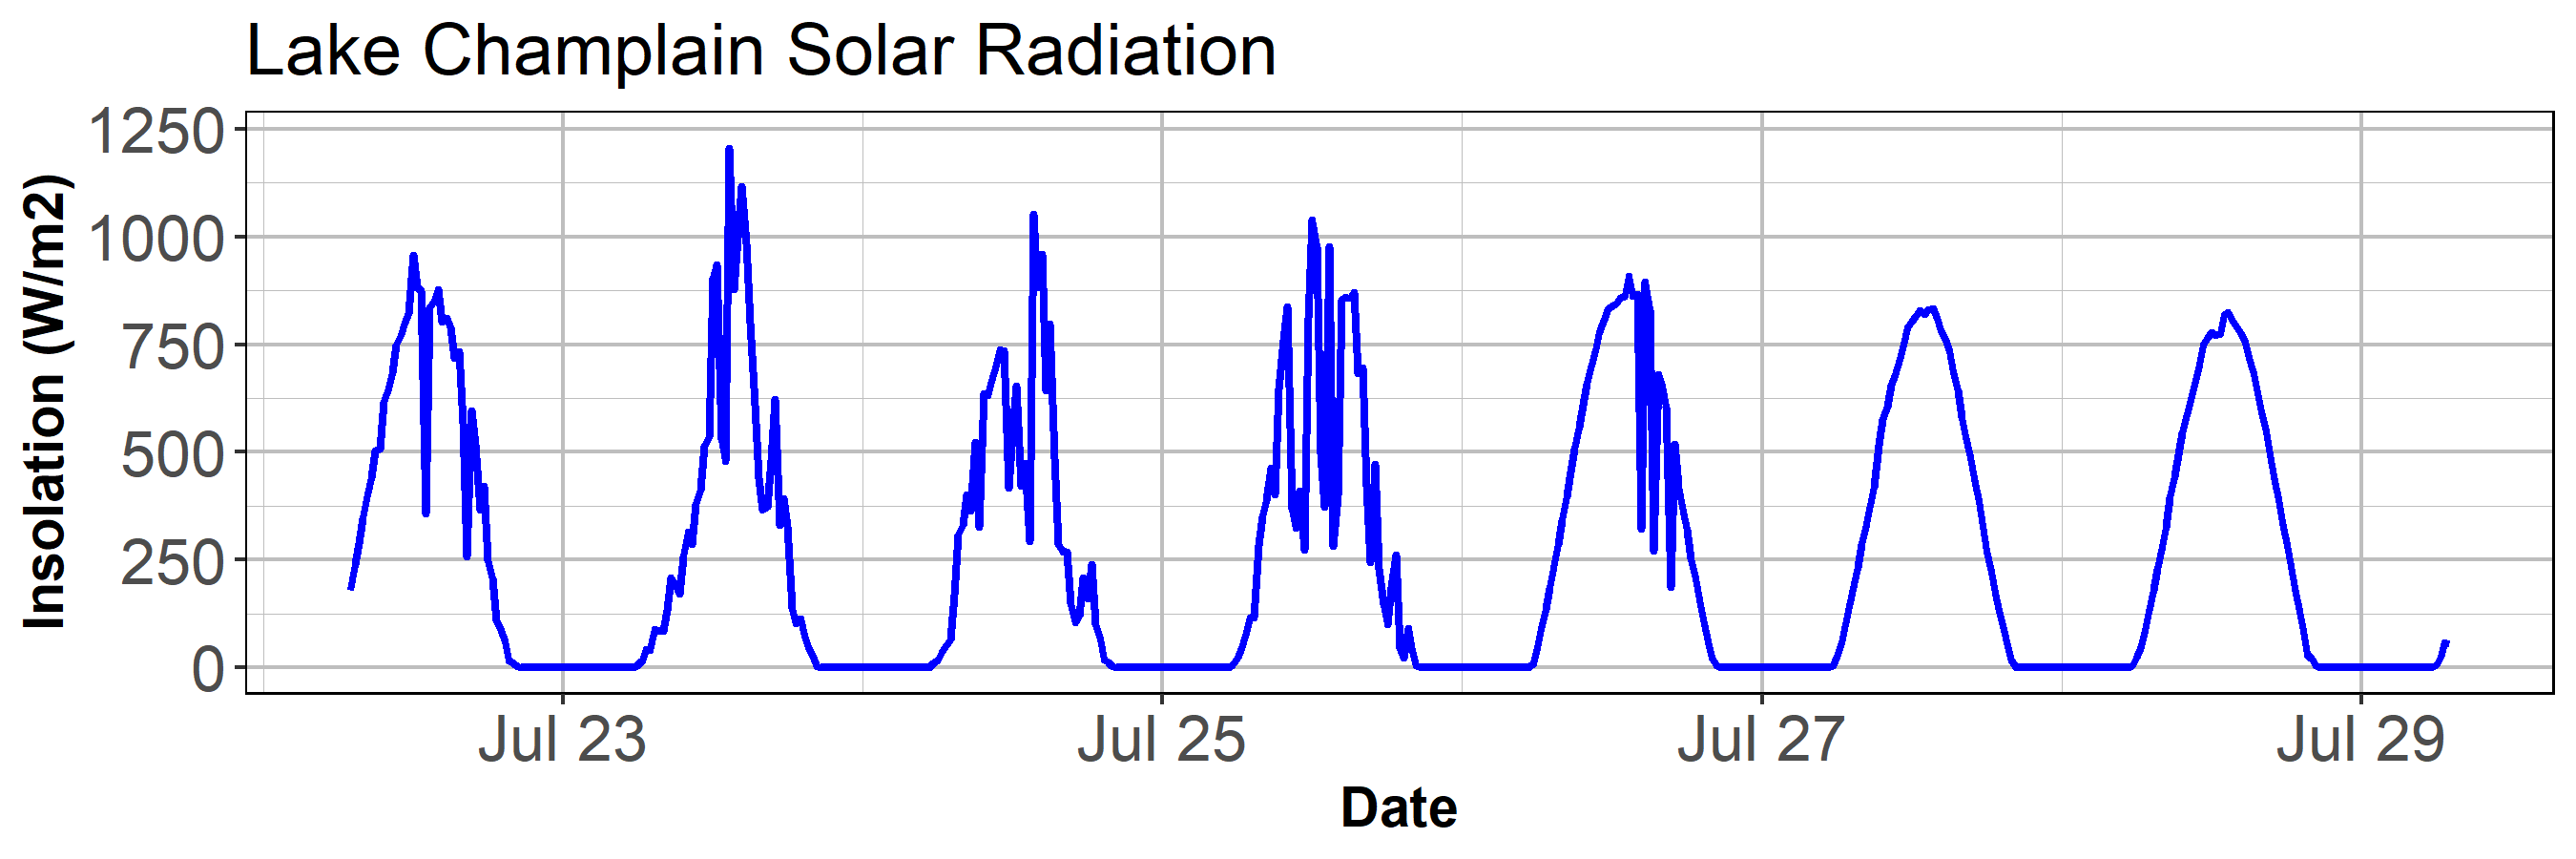 Lake Champlain Solar Radiation
Insolation (W/m2)
1250
1000
750
500
250
0
Jul 23
Jul 25
Jul 27
Jul 29
Date